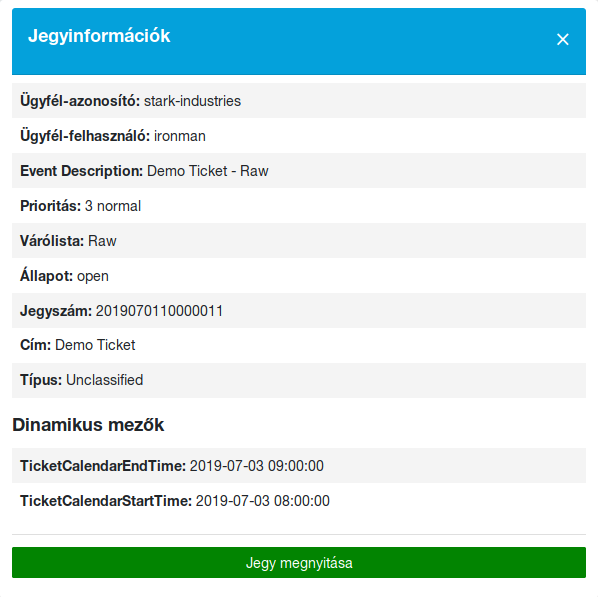 Jegyinformációk
Ügyfél-azonosító: stark-industries
Ügyfél-felhasználó: ironman
Event Description: Demo Ticket - Raw
Prioritás: 3 normal
Várólista: Raw
Állapot: open
Jegyszám: 2019070110000011
Cím: Demo Ticket
Típus: Unclassified
Dinamikus mezők
TicketCalendarEndTime: 2019-07-03 09:00:00
TicketCalendarStartTime: 2019-07-03 08:00:00
Jegy megnyitása